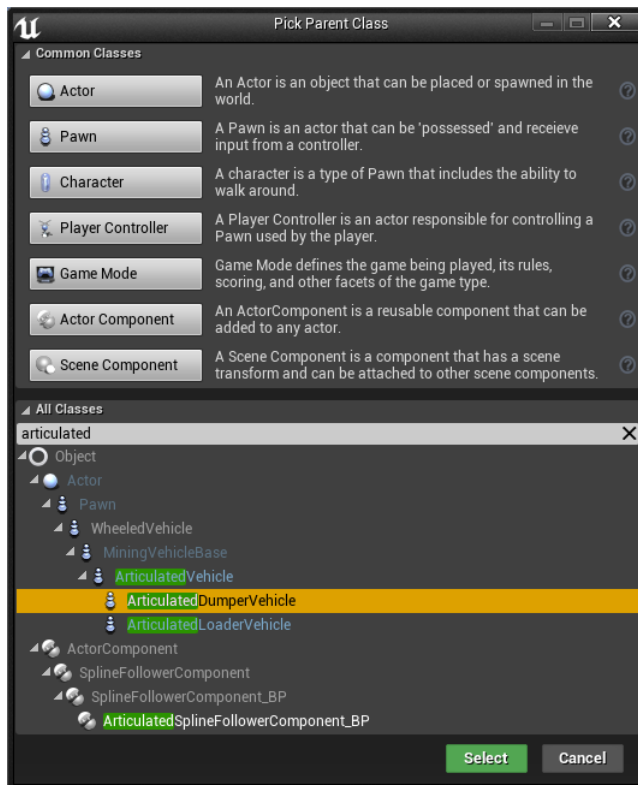 Pick Parent Class
Common Classes
Actor
An Actor is an object that can be placed or spawned in the
world.
Pawn
A Pawn is an actor that can be 'possessed' and receieve
input from a controller.
Character
A character is a type of Pawn that includes the ability to
walk around.
Player Controller
A Player Controller is an actor responsible for controlling a
Pawn used by the player.
Game Mode
Game Mode defines the game being played, its rules,
scoring, and other facets of the game type.
Actor Component
An ActorComponent is a reusable component that can be
added to any actor.
Scene Component
A Scene Component is a component that has a scene
transform and can be attached to other scene components.
All Classes
articulated
Object
Actor
Pawn
WheeledVehicle
MiningVehicleBase
ArticulatedVehicle
ArticulatedDumperVehicle
ArticulatedLoaderVehicle
ActorComponent
SplineFollowerComponent
SplineFollowerComponent_BP
ArticulatedSplineFollowerComponent_BP
Select
Cancel